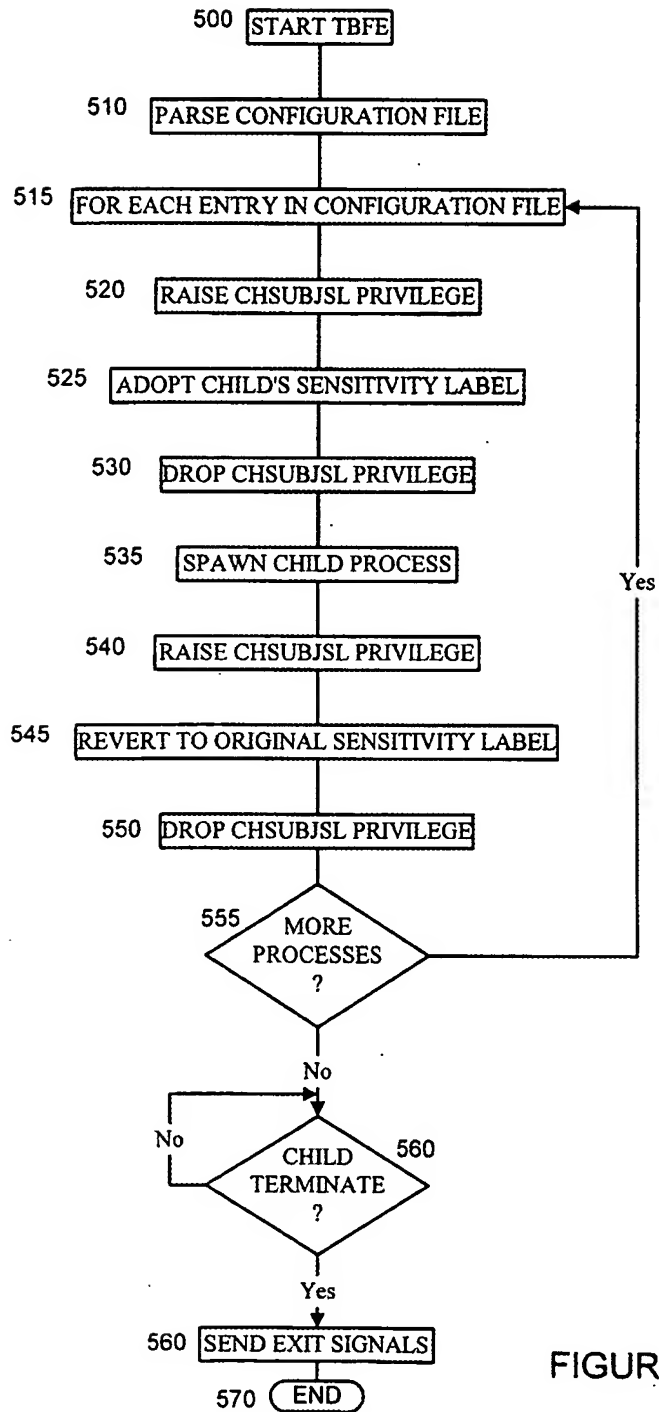 500 START TBFE
510 PARSE CONFIGURATION FILE
515 FOR EACH ENTRY IN CONFIGURATION FILE
520 RAISE CHSUBJSL PRIVILEGE
525 ADOPT CHILD'S SENSITIVITY LABEL
530 DROP CHSUBJSL PRIVILEGE
535 SPAWN CHILD PROCESS
Yes
540 RAISE CHSUBJSL PRIVILEGE
545 REVERT TO ORIGINAL SENSITIVITY LABEL
550 DROP CHSUBJSL PRIVILEGE
555
MORE
PROCESSES
?
No
No
560
CHILD
TERMINATE
?
Yes
560 SEND EXIT SIGNALS
570 END
FIGUR